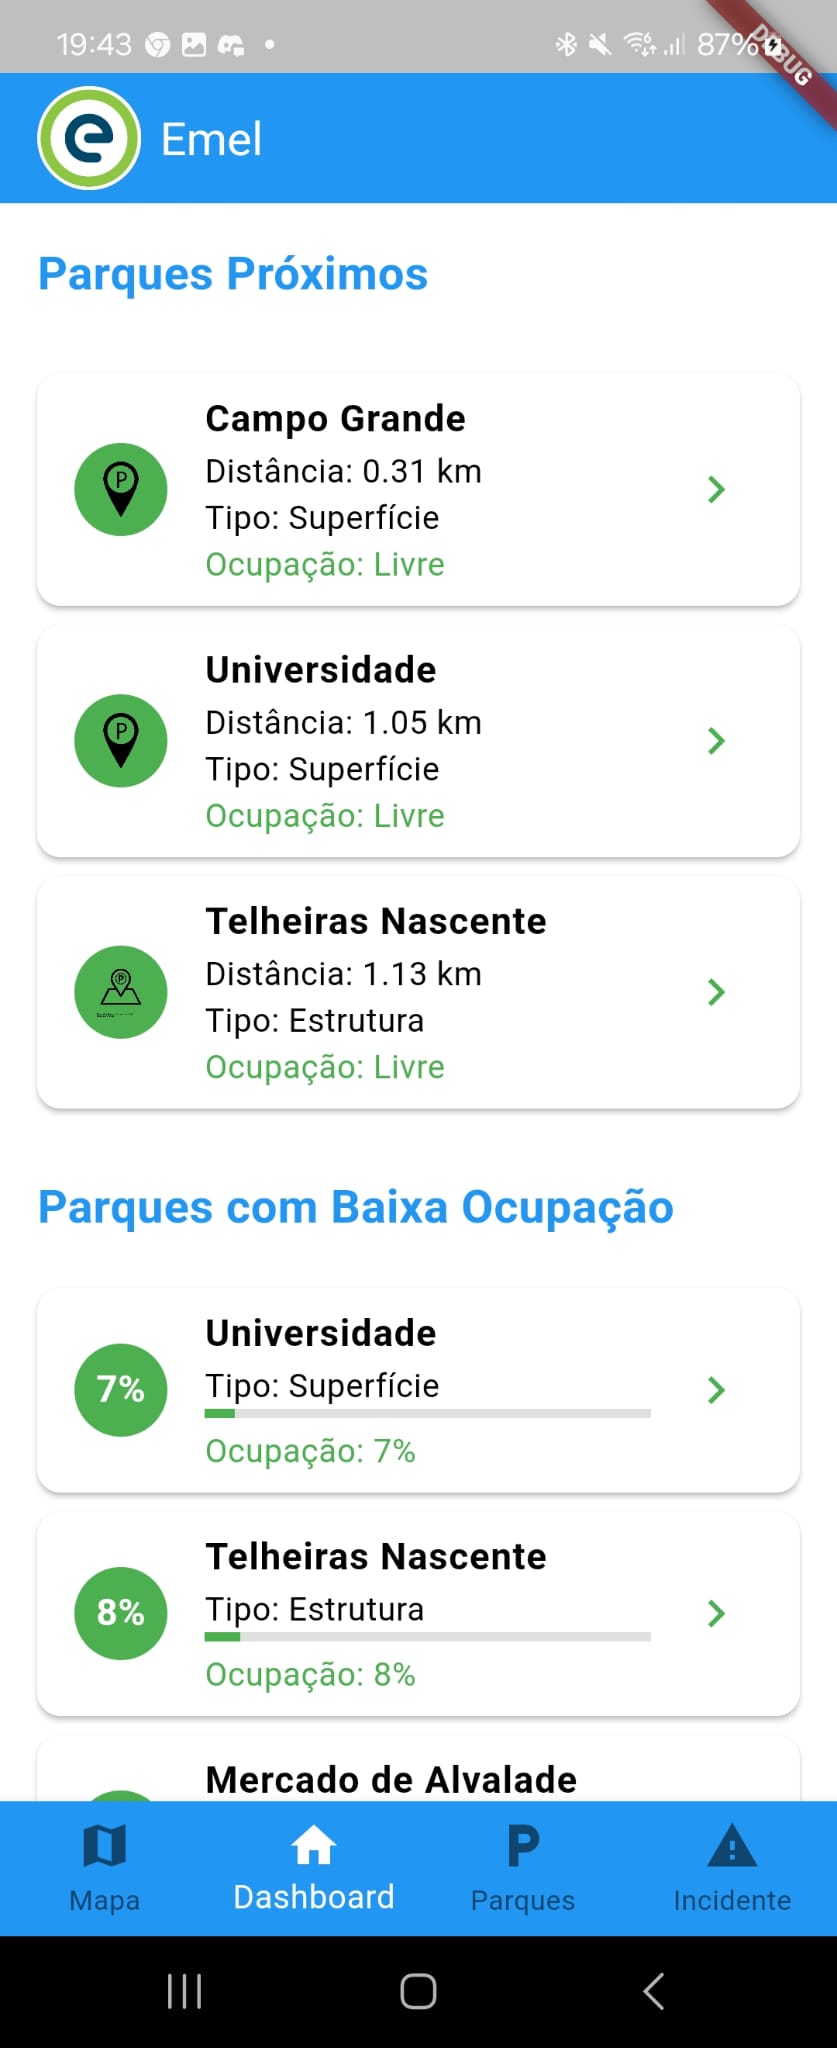 19:43
87%
DEBUG
e
Emel
Parques Próximos
P
Campo Grande
Distância: 0.31 km
Tipo: Superfície
Ocupação: Livre
P
Universidade
Distância: 1.05 km
Tipo: Superfície
Ocupação: Livre
P
Telheiras Nascente
Distância: 1.13 km
Tipo: Estrutura
Ocupação: Livre
Parques com Baixa Ocupação
7%
Universidade
Tipo: Superfície
Ocupação: 7%
8%
Telheiras Nascente
Tipo: Estrutura
Ocupação: 8%
Mercado de Alvalade
Mapa
Dashboard
P
Parques
Incidente